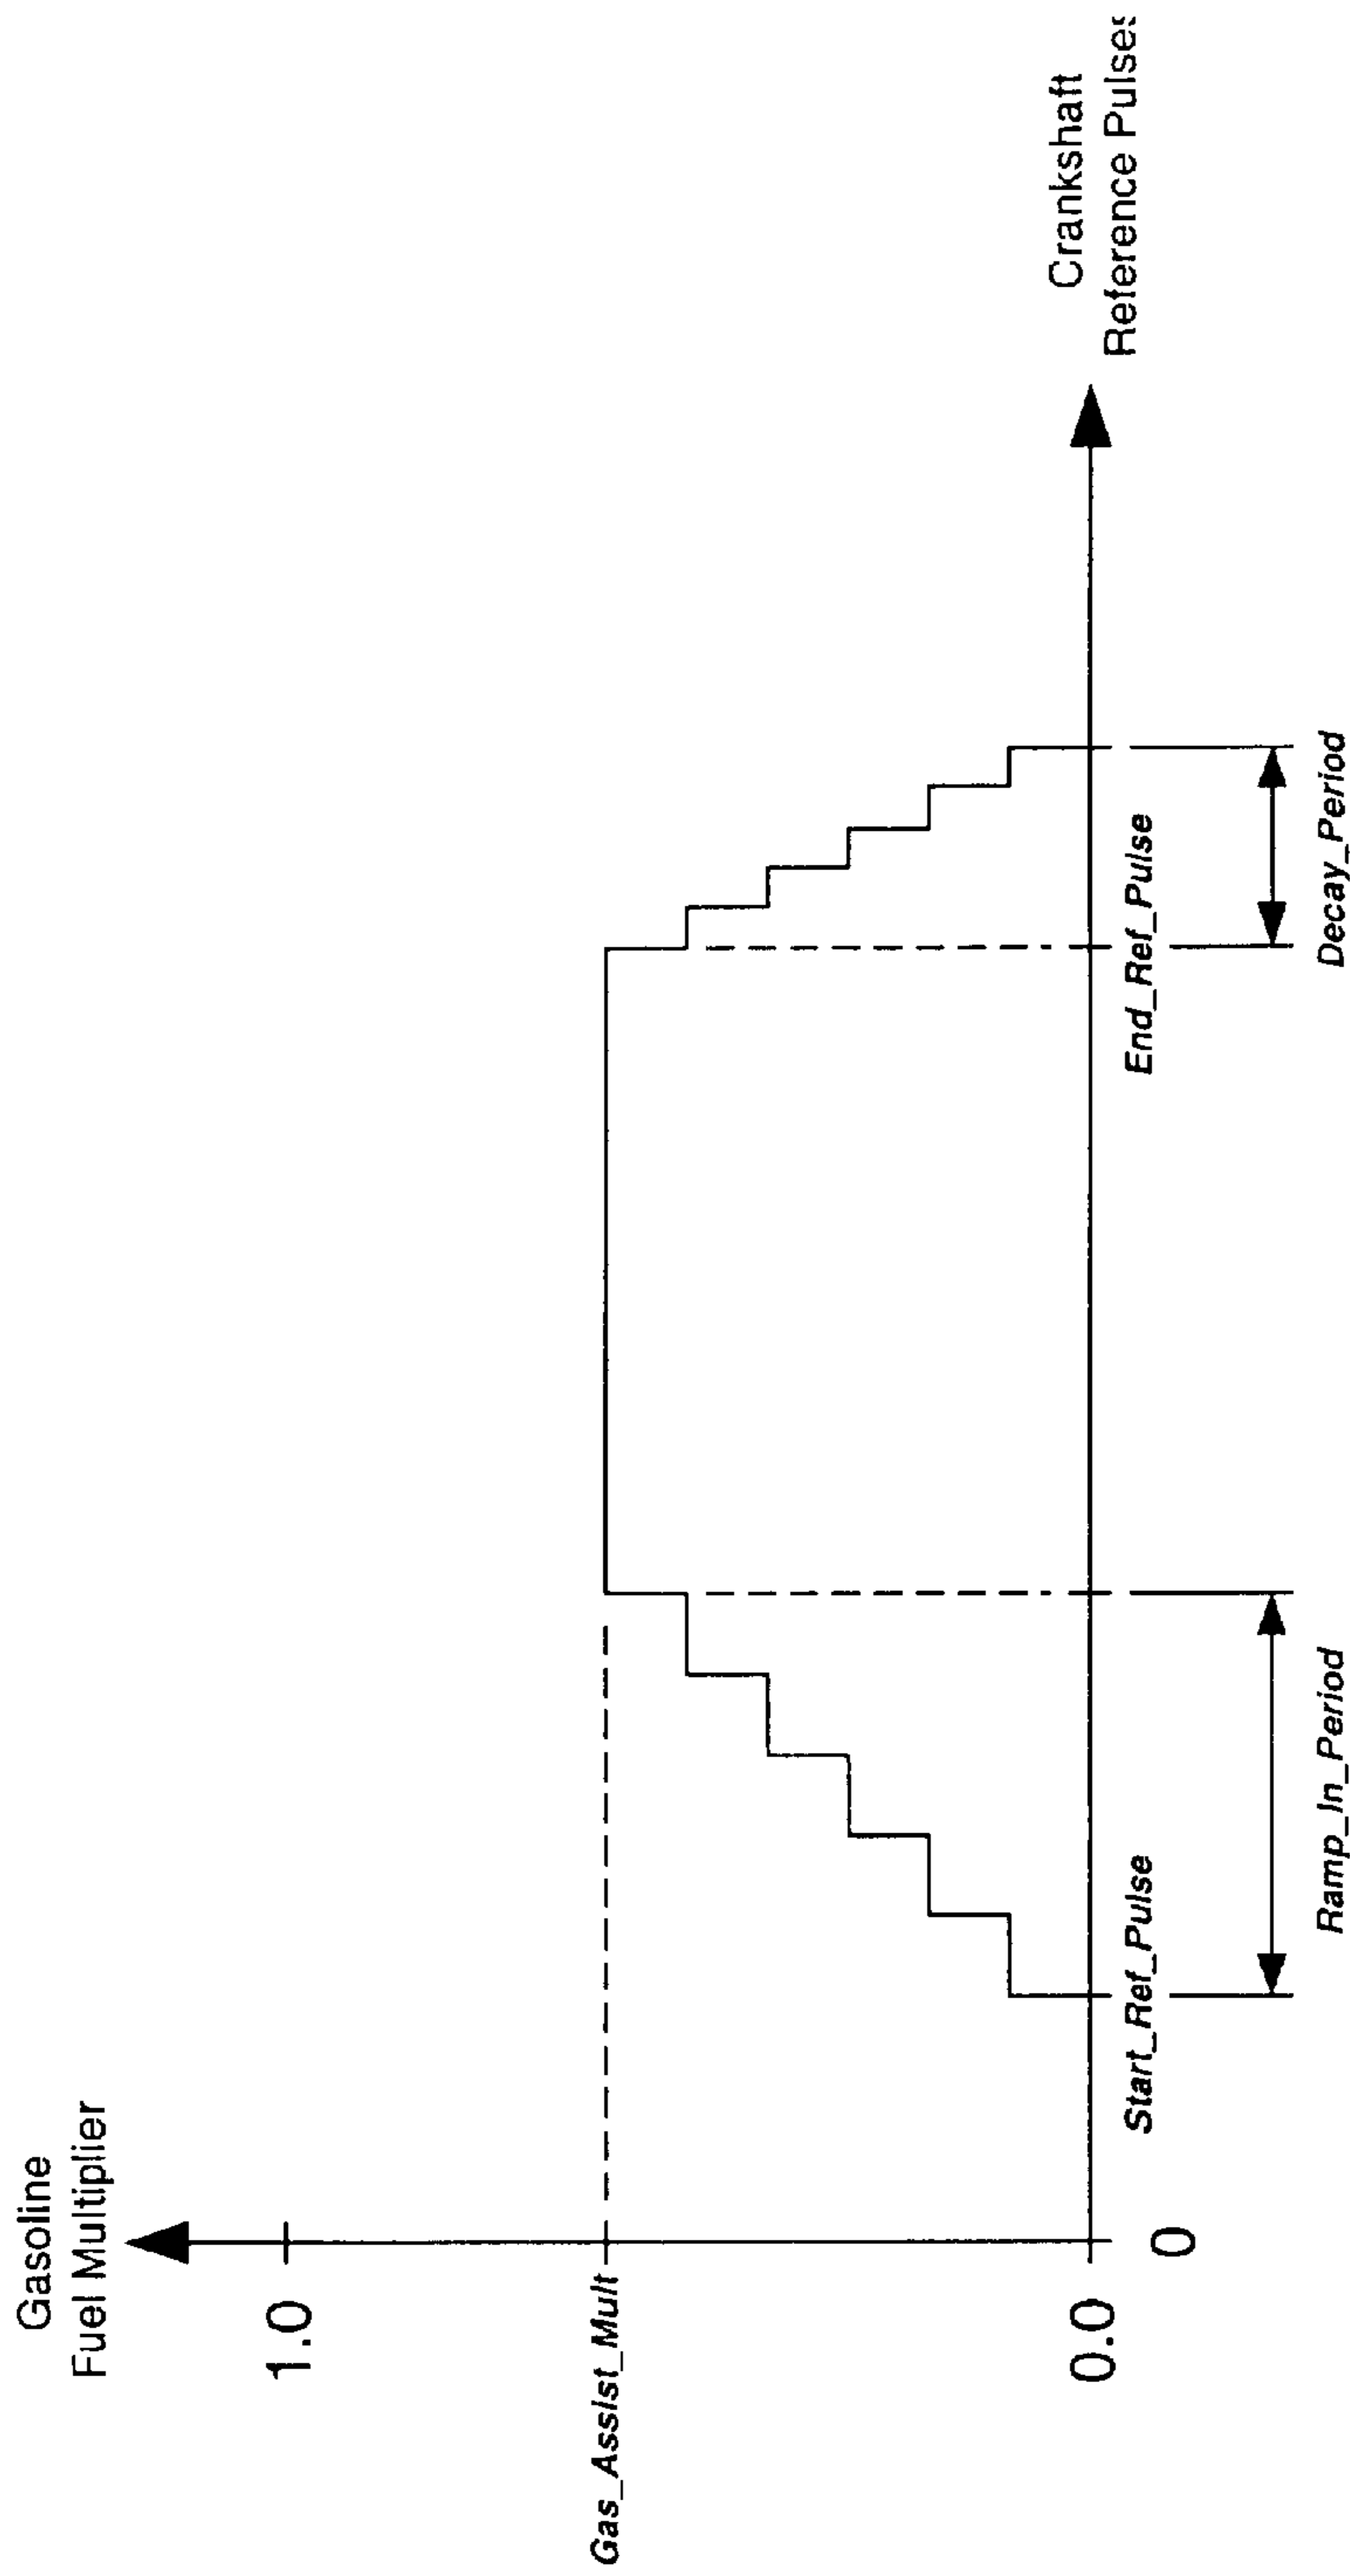 Gasoline
Fuel Multiplier
1.0
Gas_Assist_Mult
0.0
0
Start_Ref_Pulse
End_Ref_Pulse
Crankshaft
Reference Pulses
Ramp_In_Period
Decay_Period